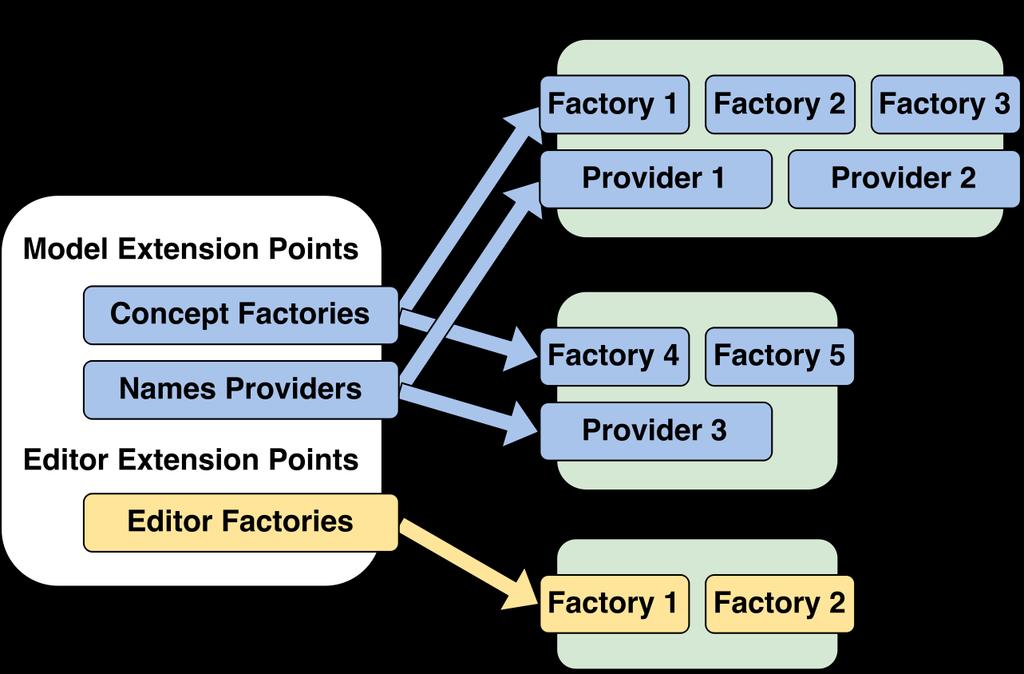 Model Extension Points
Concept Factories
Names Providers
Editor Extension Points
Editor Factories
Factory 1
Factory 2
Factory 3
Provider 1
Provider 2
Factory 4
Factory 5
Provider 3
Factory 1
Factory 2